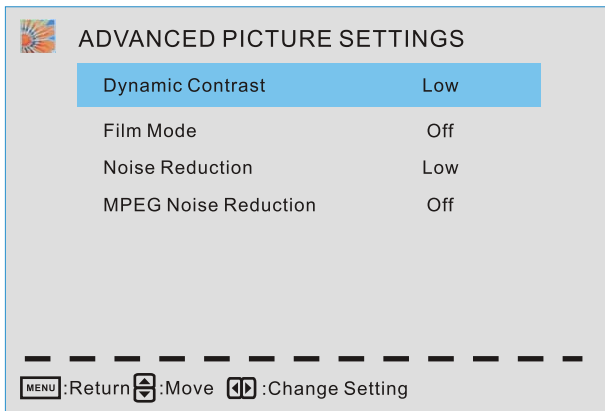 ADVANCED PICTURE SETTINGS
Dynamic Contrast Low
Film Mode Off
Noise Reduction Low
MPEG Noise Reduction Off
MENU:Return :Move :Change Setting